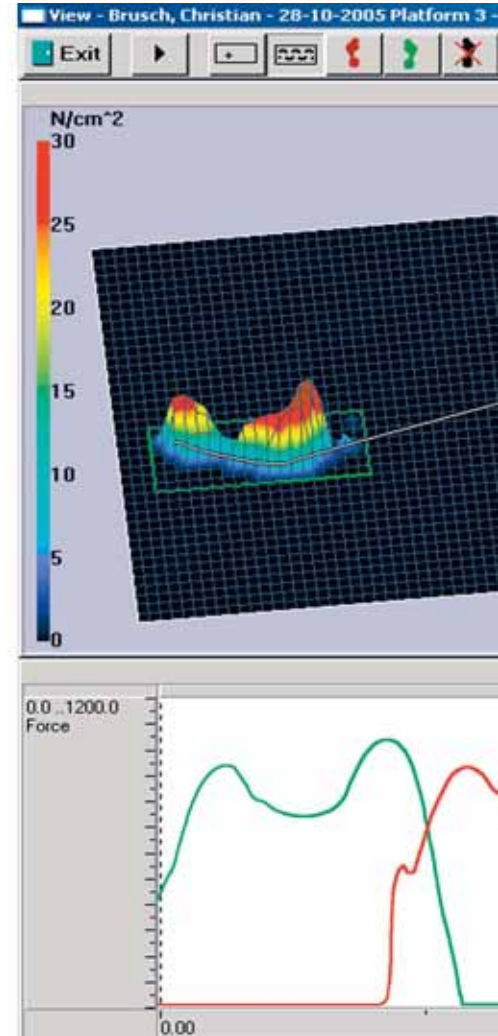 View - Brusch, Christian - 28-10-2005 Platform 3 -
Exit
N/cm^2
30
25
20
15
10
5
0
0.0 ..1200.0
Force
0.00